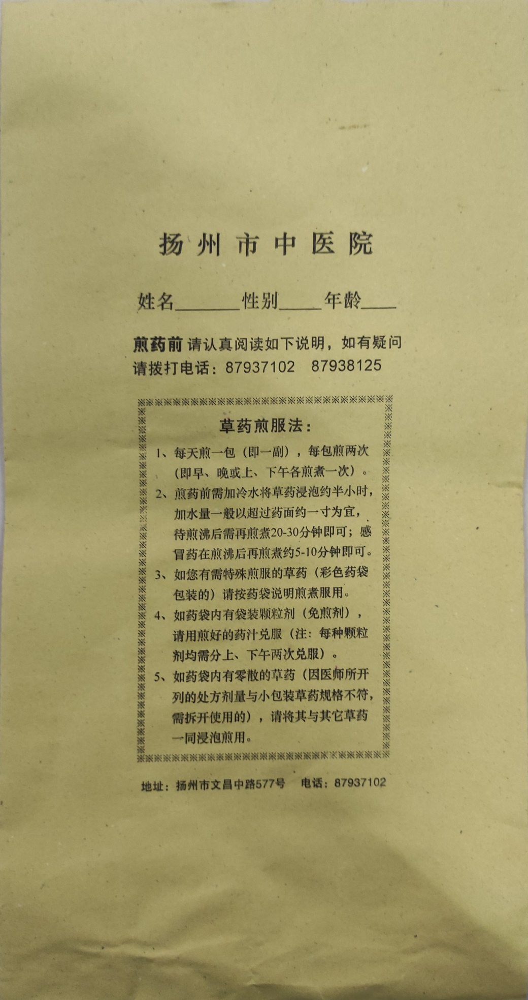 扬州市中医院
姓名________性别_____年龄____
煎药前 请认真阅读如下说明，如有疑问
请拨打电话：87937102 87938125
草药煎服法：
1、每天煎一包（即一副），每包煎两次
（即早、晚或上、下午各煎煮一次）。
2、煎药前需加冷水将草药浸泡约半小时，
加水量一般以超过药面约一寸为宜，
待煎沸后需再煎煮20-30分钟即可；感
冒药在煎沸后再煎煮约5-10分钟即可。
3、如您有需特殊煎服的草药（彩色药袋
包装的）请按药袋说明煎煮服用。
4、如药袋内有袋装颗粒剂（免煎剂），
请用煎好的药汁兑服（注：每种颗粒
剂均需分上、下午两次兑服）。
5、如药袋内有零散的草药（因医师所开
列的处方剂量与小包装草药规格不符，
需拆开使用的），请将其与其它草药
一同浸泡煎用。
地址：扬州市文昌中路577号 电话：87937102